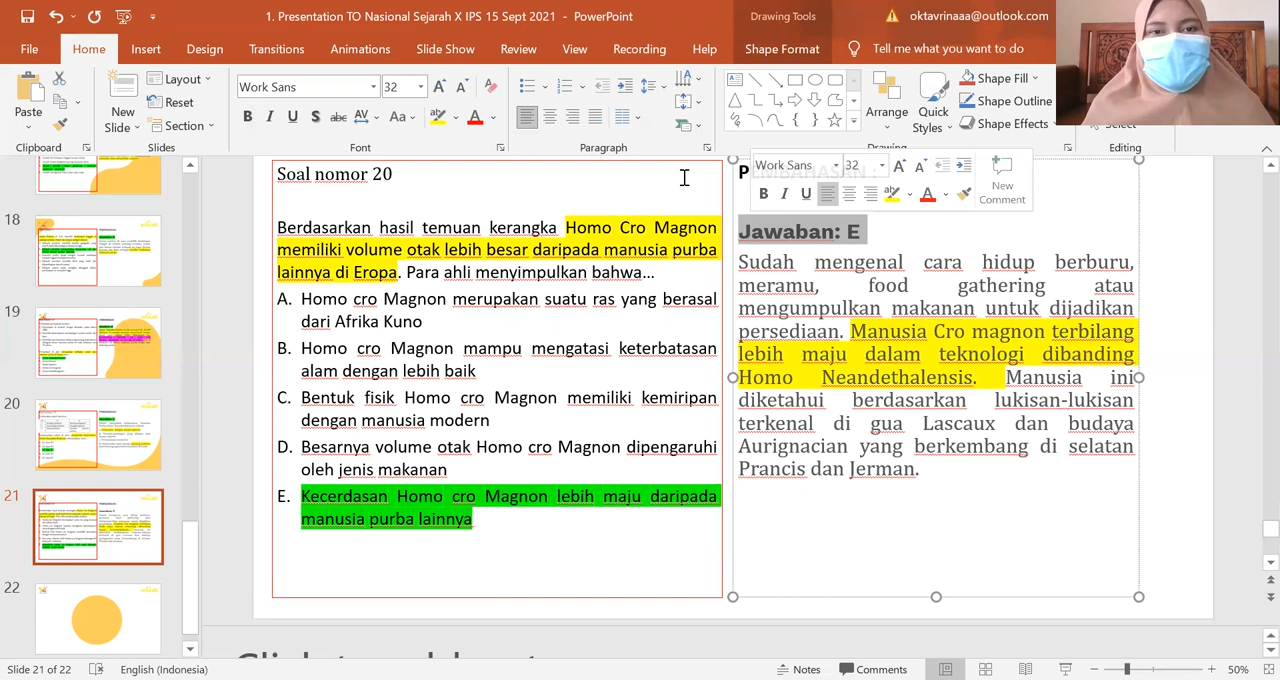 1. Presentation TO Nasional Sejarah X IPS 15 Sept 2021 - PowerPoint
Drawing Tools
oktavrinaaa@outlook.com
File Home Insert Design Transitions Animations Slide Show Review View Recording Help Shape Format Tell me what you want to do
Paste
Clipboard
New Slide
Layout
Reset
Section
Slides
Work Sans 32
Font
Paragraph
Arrange
Quick Styles
Shape Fill
Shape Outline
Shape Effects
Drawing
Select
Editing
18
19
20
21
22
Soal nomor 20
Berdasarkan hasil temuan kerangka Homo Cro Magnon
memiliki volume otak lebih besar daripada manusia purba
lainnya di Eropa. Para ahli menyimpulkan bahwa...
A. Homo cro Magnon merupakan suatu ras yang berasal
dari Afrika Kuno
B. Homo cro Magnon mampu mengatasi keterbatasan
alam dengan lebih baik
C. Bentuk fisik Homo cro Magnon memiliki kemiripan
dengan manusia modern
D. Besarnya volume otak Homo cro Magnon dipengaruhi
oleh jenis makanan
E. Kecerdasan Homo cro Magnon lebih maju daripada
manusia purba lainnya
Work Sans 32
New
Comment
Jawaban: E
Sudah mengenal cara hidup berburu,
meramu, food gathering atau
mengumpulkan makanan untuk dijadikan
persediaan. Manusia Cro magnon terbilang
lebih maju dalam teknologi dibanding
Homo Neandethalensis. Manusia ini
diketahui berdasarkan lukisan-lukisan
terkenal di gua Lascaux dan budaya
Aurignacian yang berkembang di selatan
Prancis dan Jerman.
Slide 21 of 22
English (Indonesia)
Notes
Comments
50%